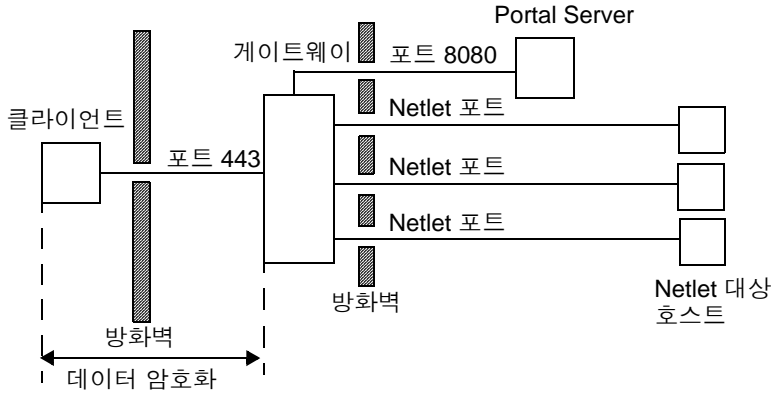 Portal Server
게이트웨이
포트 8080
클라이언트
Netlet 포트
포트 443
Netlet 포트
Netlet 포트
Netlet 대상
호스트
방화벽
방화벽
데이터 암호화